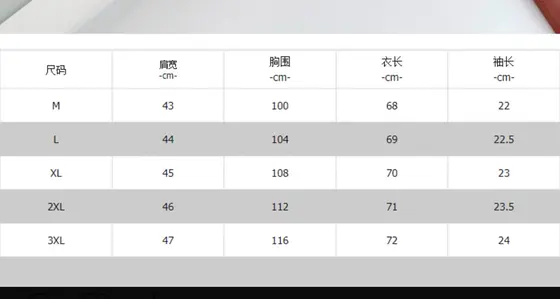 尺码 肩宽 -cm- 胸围 -cm- 衣长 -cm- 袖长 -cm-
M 43 100 68 22
L 44 104 69 22.5
XL 45 108 70 23
2XL 46 112 71 23.5
3XL 47 116 72 24